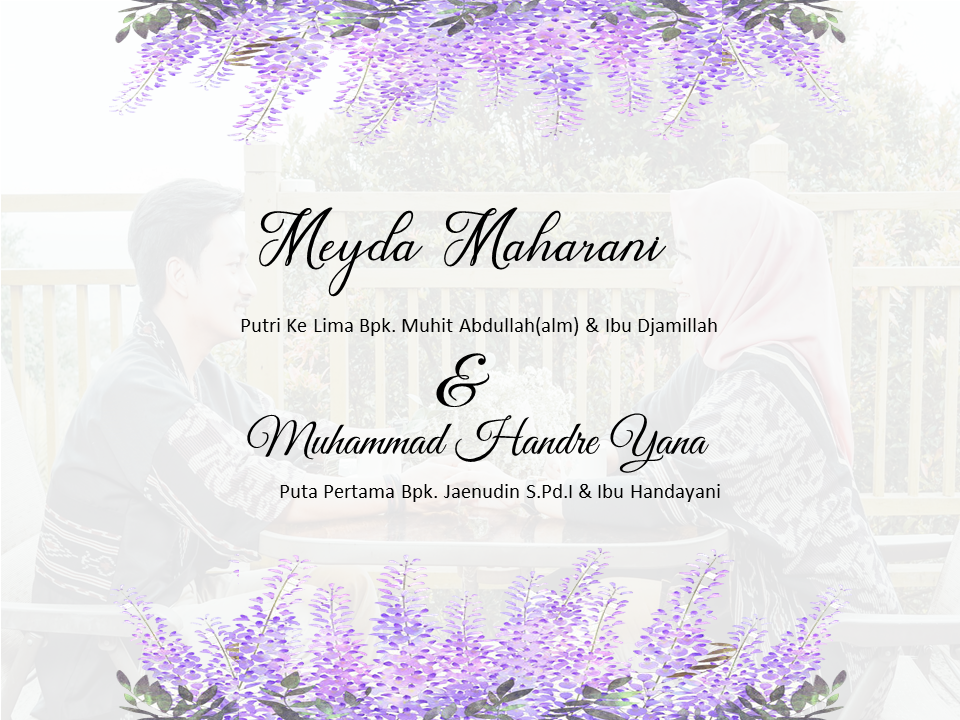 Meyda Maharani
Putri Ke Lima Bpk. Muhit Abdullah(alm) & Ibu Djamillah
&
Muhammad Handre Yana
Puta Pertama Bpk. Jaenudin S.Pd.I & Ibu Handayani